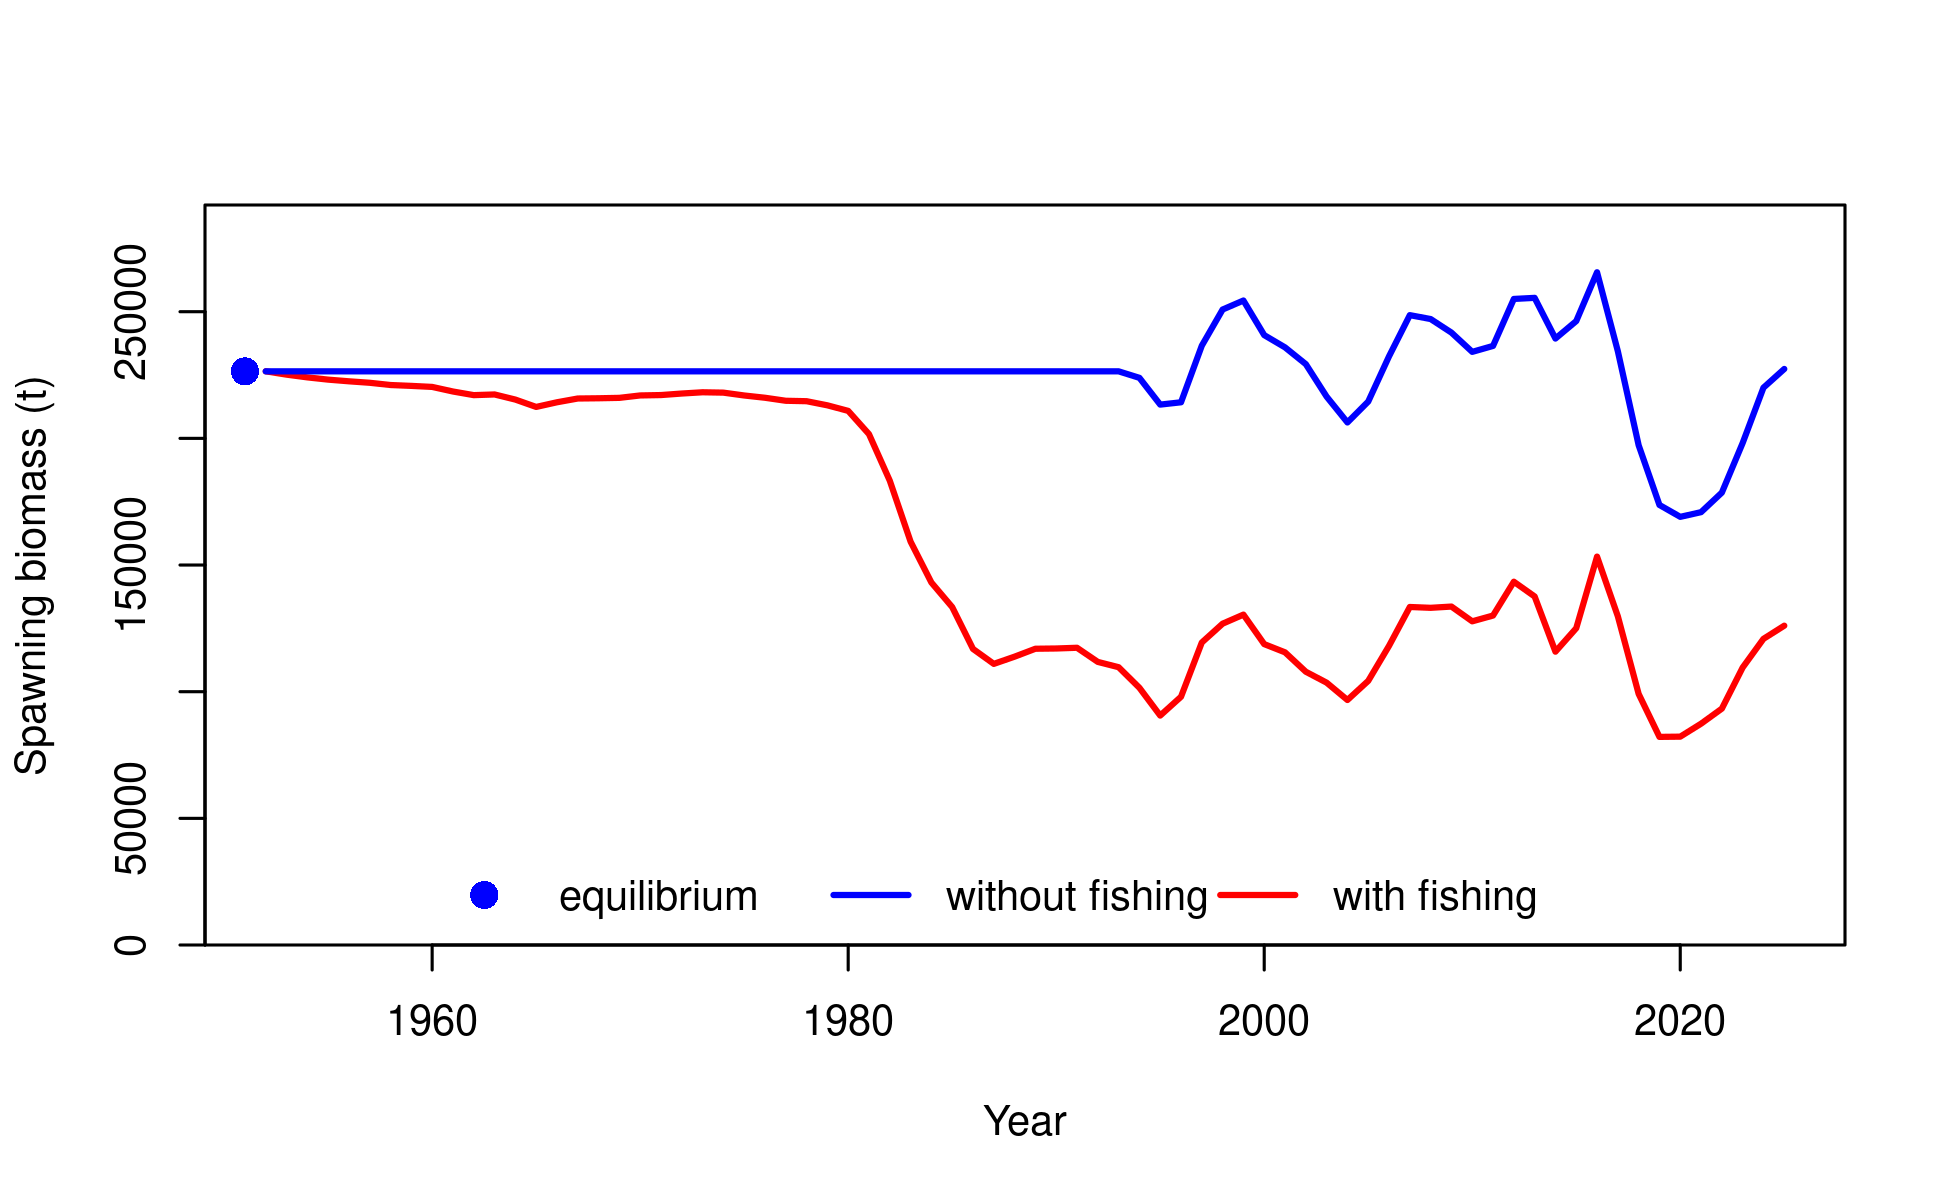 Spawning biomass (t)
250000
150000
50000
0
equilibrium without fishing with fishing
1960 1980 2000 2020
Year